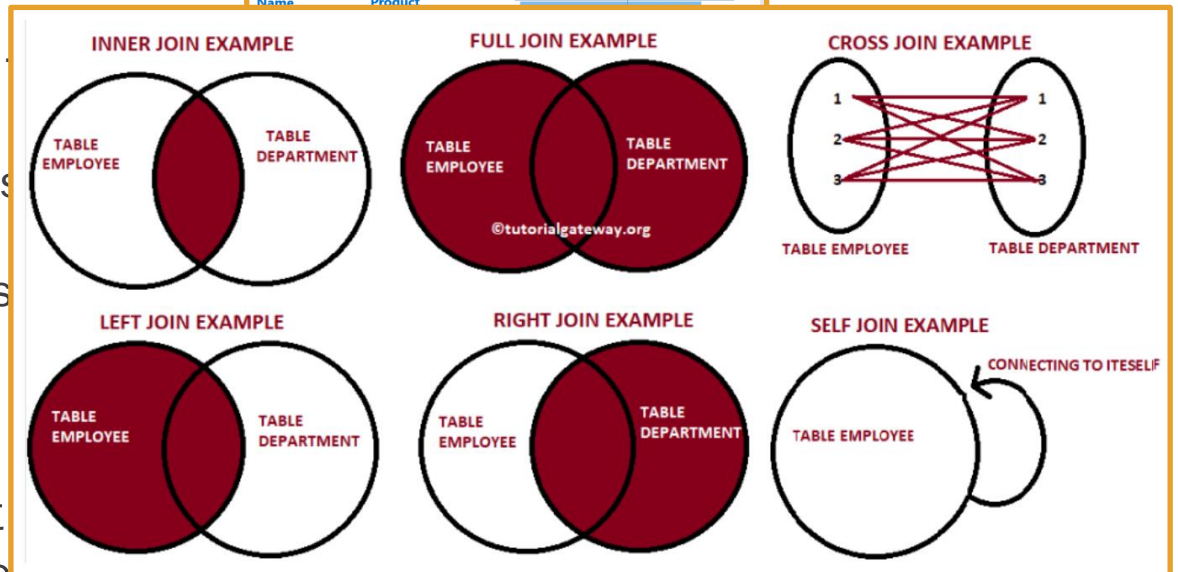 Name Product
INNER JOIN EXAMPLE
TABLE
EMPLOYEE
TABLE
DEPARTMENT
FULL JOIN EXAMPLE
TABLE
EMPLOYEE
TABLE
DEPARTMENT
©tutorialgateway.org
CROSS JOIN EXAMPLE
1 1
2 2
3 3
TABLE EMPLOYEE TABLE DEPARTMENT
LEFT JOIN EXAMPLE
TABLE
EMPLOYEE
TABLE
DEPARTMENT
RIGHT JOIN EXAMPLE
TABLE
EMPLOYEE
TABLE
DEPARTMENT
SELF JOIN EXAMPLE
CONNECTING TO ITESELF
TABLE EMPLOYEE